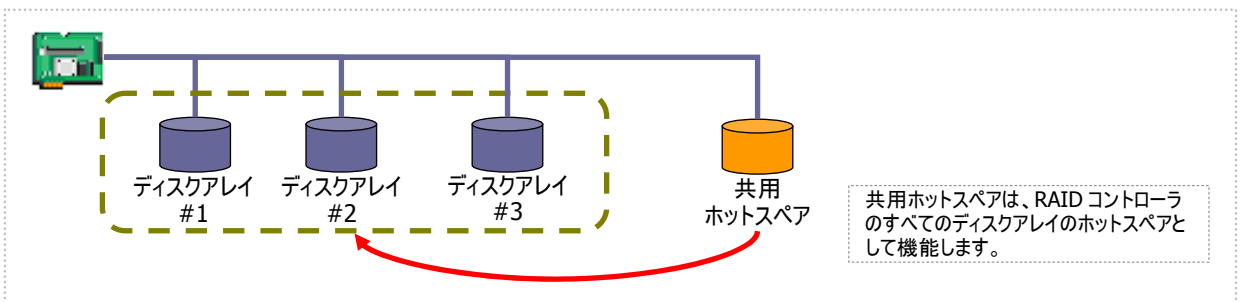 ディスクアレイ
#1
ディスクアレイ
#2
ディスクアレイ
#3
共用
ホットスペア
共用ホットスペアは、RAID コントローラ
のすべてのディスクアレイのホットスペアと
して機能します。